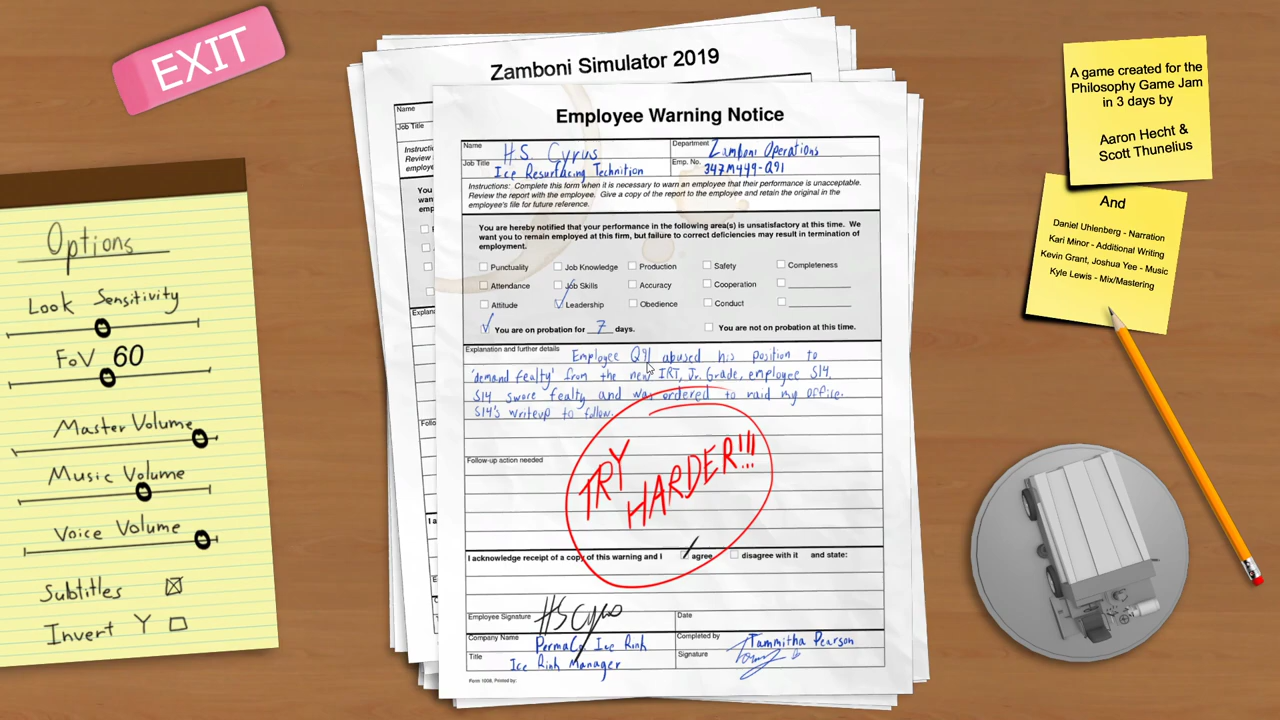 EXIT
Options
Look Sensitivity
FoV 60
Master Volume
Music Volume
Voice Volume
Subtitles
Invert Y
Zamboni Simulator 2019
Name
Job Title
Employee Warning Notice
Name H.S. Cyrus Department Zamboni Operations
Job Title Ice Resurfacing Technition Emp. No. 347M449-Q91
Instructions: Complete this form when it is necessary to warn an employee that their performance is unacceptable.
Review the report with the employee. Give a copy of the report to the employee and retain the original in the
employee's file for future reference.
You are hereby notified that your performance in the following area(s) is unsatisfactory at this time. We
want you to remain employed at this firm, but failure to correct deficiencies may result in termination of
employment.
Punctuality Job Knowledge Production Safety Completeness
Attendance Job Skills Accuracy Cooperation
Attitude Leadership Obedience Conduct
You are on probation for 7 days. You are not on probation at this time.
Explanation and further details Employee Q91 abused his position to
'demand fealty' from the new IRT, Jr. Grade, employee S14.
S14 swore fealty and was ordered to raid my office.
S14's writeup to follow.
Follow-up action needed
TRY
HARDER!!!
I acknowledge receipt of a copy of this warning and I agree disagree with it and state:
Employee Signature HS Cyrus Date
Company Name PermaCo Ice Rink Completed by Tammitha Pearson
Title Ice Rink Manager Signature
Form 1008, Printed by:
A game created for the
Philosophy Game Jam
in 3 days by
Aaron Hecht &
Scott Thunelius
And
Daniel Uhlenberg - Narration
Kari Minor - Additional Writing
Kevin Grant, Joshua Yee - Music
Kyle Lewis - Mix/Mastering